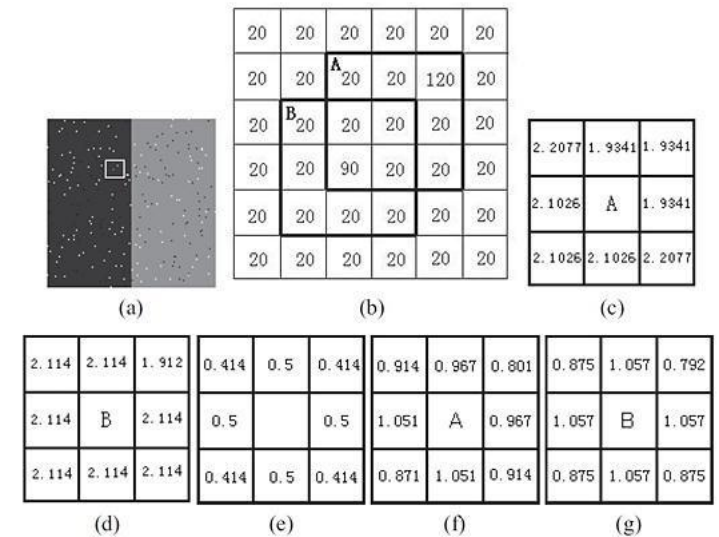 20 20 20 20 20 20
20 20 A 20 20 120 20
20 B 20 20 20 20 20
20 20 90 20 20 20
20 20 20 20 20 20
20 20 20 20 20 20
2.2077 1.9341 1.9341
2.1026 A 1.9341
2.1026 2.1026 2.2077
(a) (b) (c)
2.114 2.114 1.912
2.114 B 2.114
2.114 2.114 2.114
0.414 0.5 0.414
0.5 0.5
0.414 0.5 0.414
0.914 0.967 0.801
1.051 A 0.967
0.871 1.051 0.914
0.875 1.057 0.792
1.057 B 1.057
0.875 1.057 0.875
(d) (e) (f) (g)